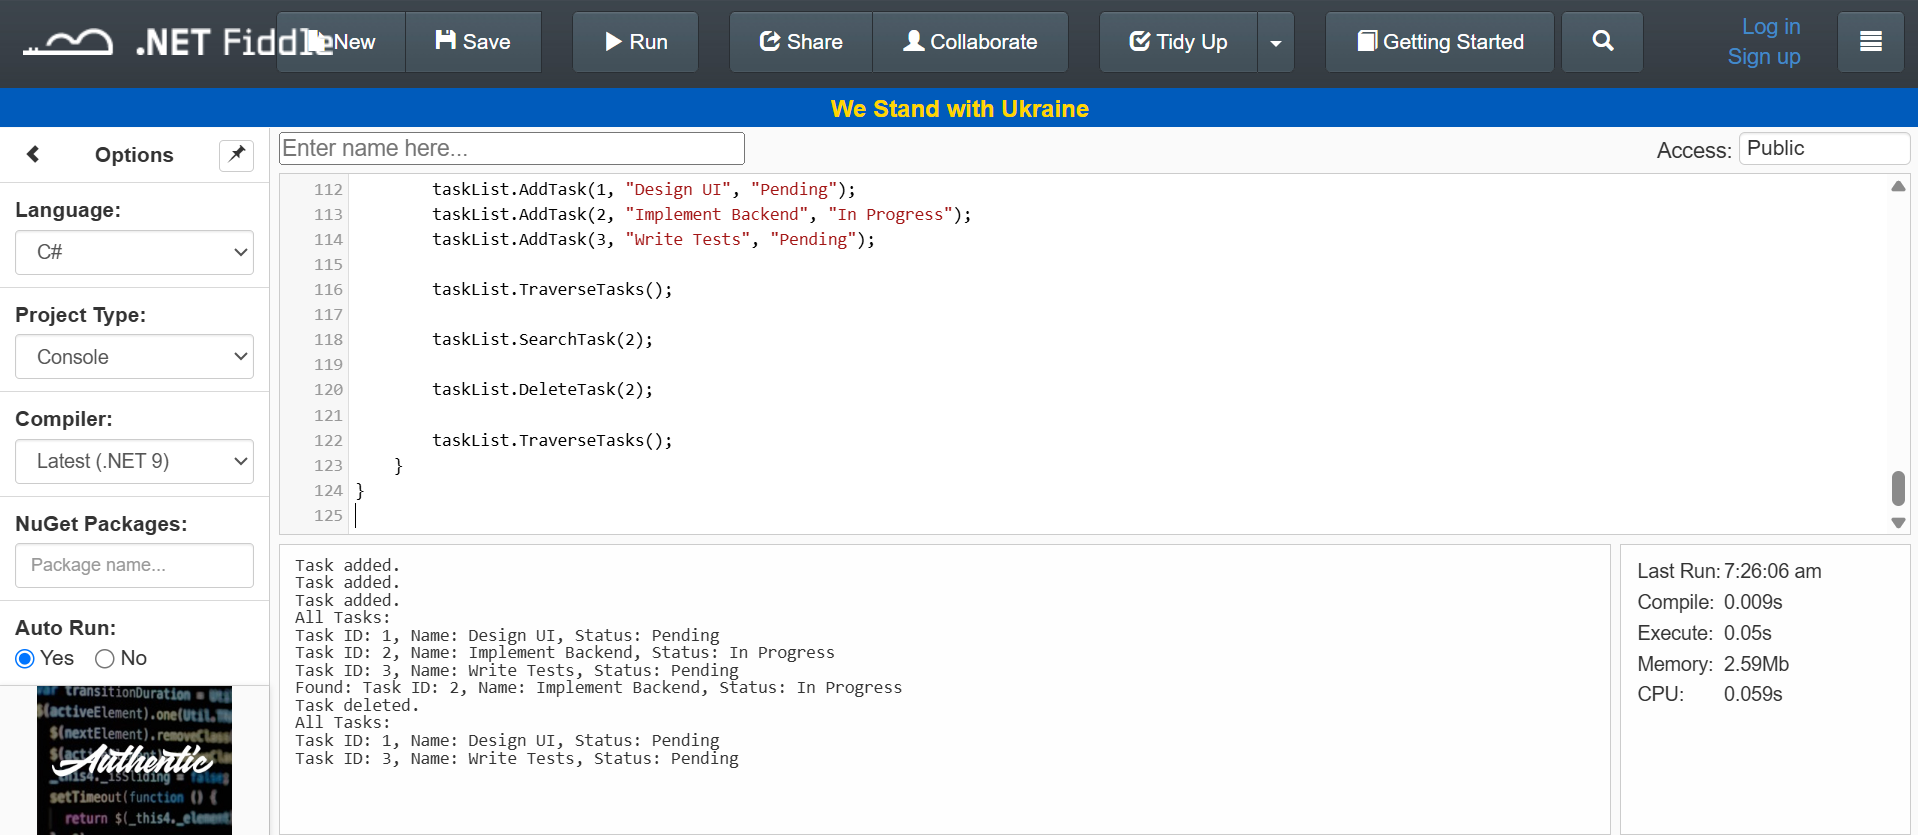 .NET Fiddle
New
Save
Run
Share
Collaborate
Tidy Up
Getting Started
Log in
Sign up
We Stand with Ukraine
Options
Enter name here...
Access: Public
Language:
C#
Project Type:
Console
Compiler:
Latest (.NET 9)
NuGet Packages:
Package name...
Auto Run:
Yes No
112 taskList.AddTask(1, "Design UI", "Pending");
113 taskList.AddTask(2, "Implement Backend", "In Progress");
114 taskList.AddTask(3, "Write Tests", "Pending");
115
116 taskList.TraverseTasks();
117
118 taskList.SearchTask(2);
119
120 taskList.DeleteTask(2);
121
122 taskList.TraverseTasks();
123 }
124 }
125
Task added.
Task added.
Task added.
All Tasks:
Task ID: 1, Name: Design UI, Status: Pending
Task ID: 2, Name: Implement Backend, Status: In Progress
Task ID: 3, Name: Write Tests, Status: Pending
Found: Task ID: 2, Name: Implement Backend, Status: In Progress
Task deleted.
All Tasks:
Task ID: 1, Name: Design UI, Status: Pending
Task ID: 3, Name: Write Tests, Status: Pending
Last Run: 7:26:06 am
Compile: 0.009s
Execute: 0.05s
Memory: 2.59Mb
CPU: 0.059s
transitionDuration =
$(activeElement).one(Util.
$(nextElement).
Authentic
setTimeout(function () {
return $(_this4._element